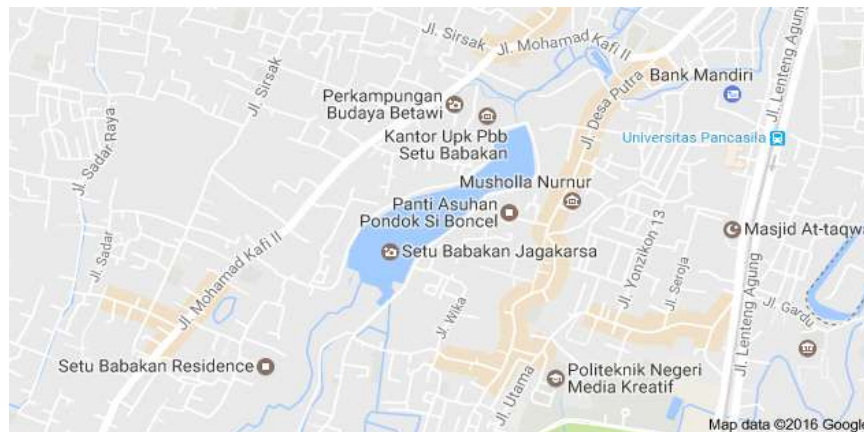 Jl. Sirsak
Jl. Mohamad Kafi II
Jl. Sirsak
Bank Mandiri
Jl. Lenteng Agung
Perkampungan
Budaya Betawi
Jl. Desa Putra
Kantor Upk Pbb
Setu Babakan
Universitas Pancasila
Jl. Sadar Raya
Musholla Nurnur
Panti Asuhan
Pondok Si Boncel
Jl. Yonzikon 13
Masjid At-taqwa
Jl. Sadar
Jl. Mohamad Kafi II
Setu Babakan Jagakarsa
Jl. Seroja
Jl. Lenteng Agung
Jl. Gardu
Jl. Wika
Setu Babakan Residence
Politeknik Negeri
Media Kreatif
Jl. Utama
Map data ©2016 Google